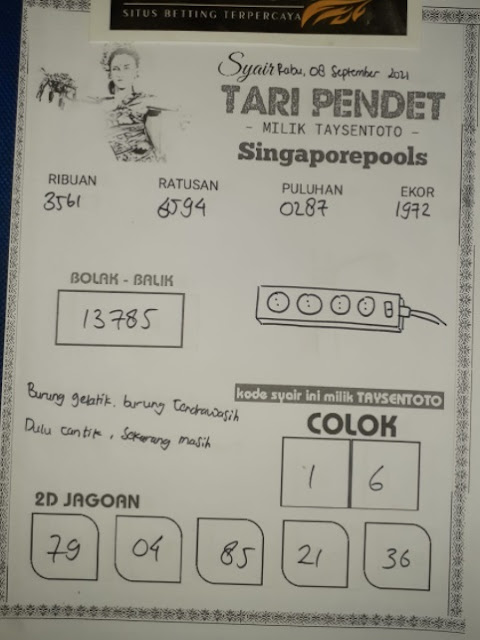 SITUS BETTING TERPERCAYA
Syair Rabu, 08 September 2021
TARI PENDET
- MILIK TAYSENTOTO -
Singaporepools
RIBUAN RATUSAN PULUHAN EKOR
3561 6594 0287 1972
BOLAK - BALIK
13785
Burung gelatik, burung Cendrawasih
Dulu cantik, Sekarang masih
kode syair ini milik TAYSENTOTO
COLOK
1 6
2D JAGOAN
79 04 85 21 36